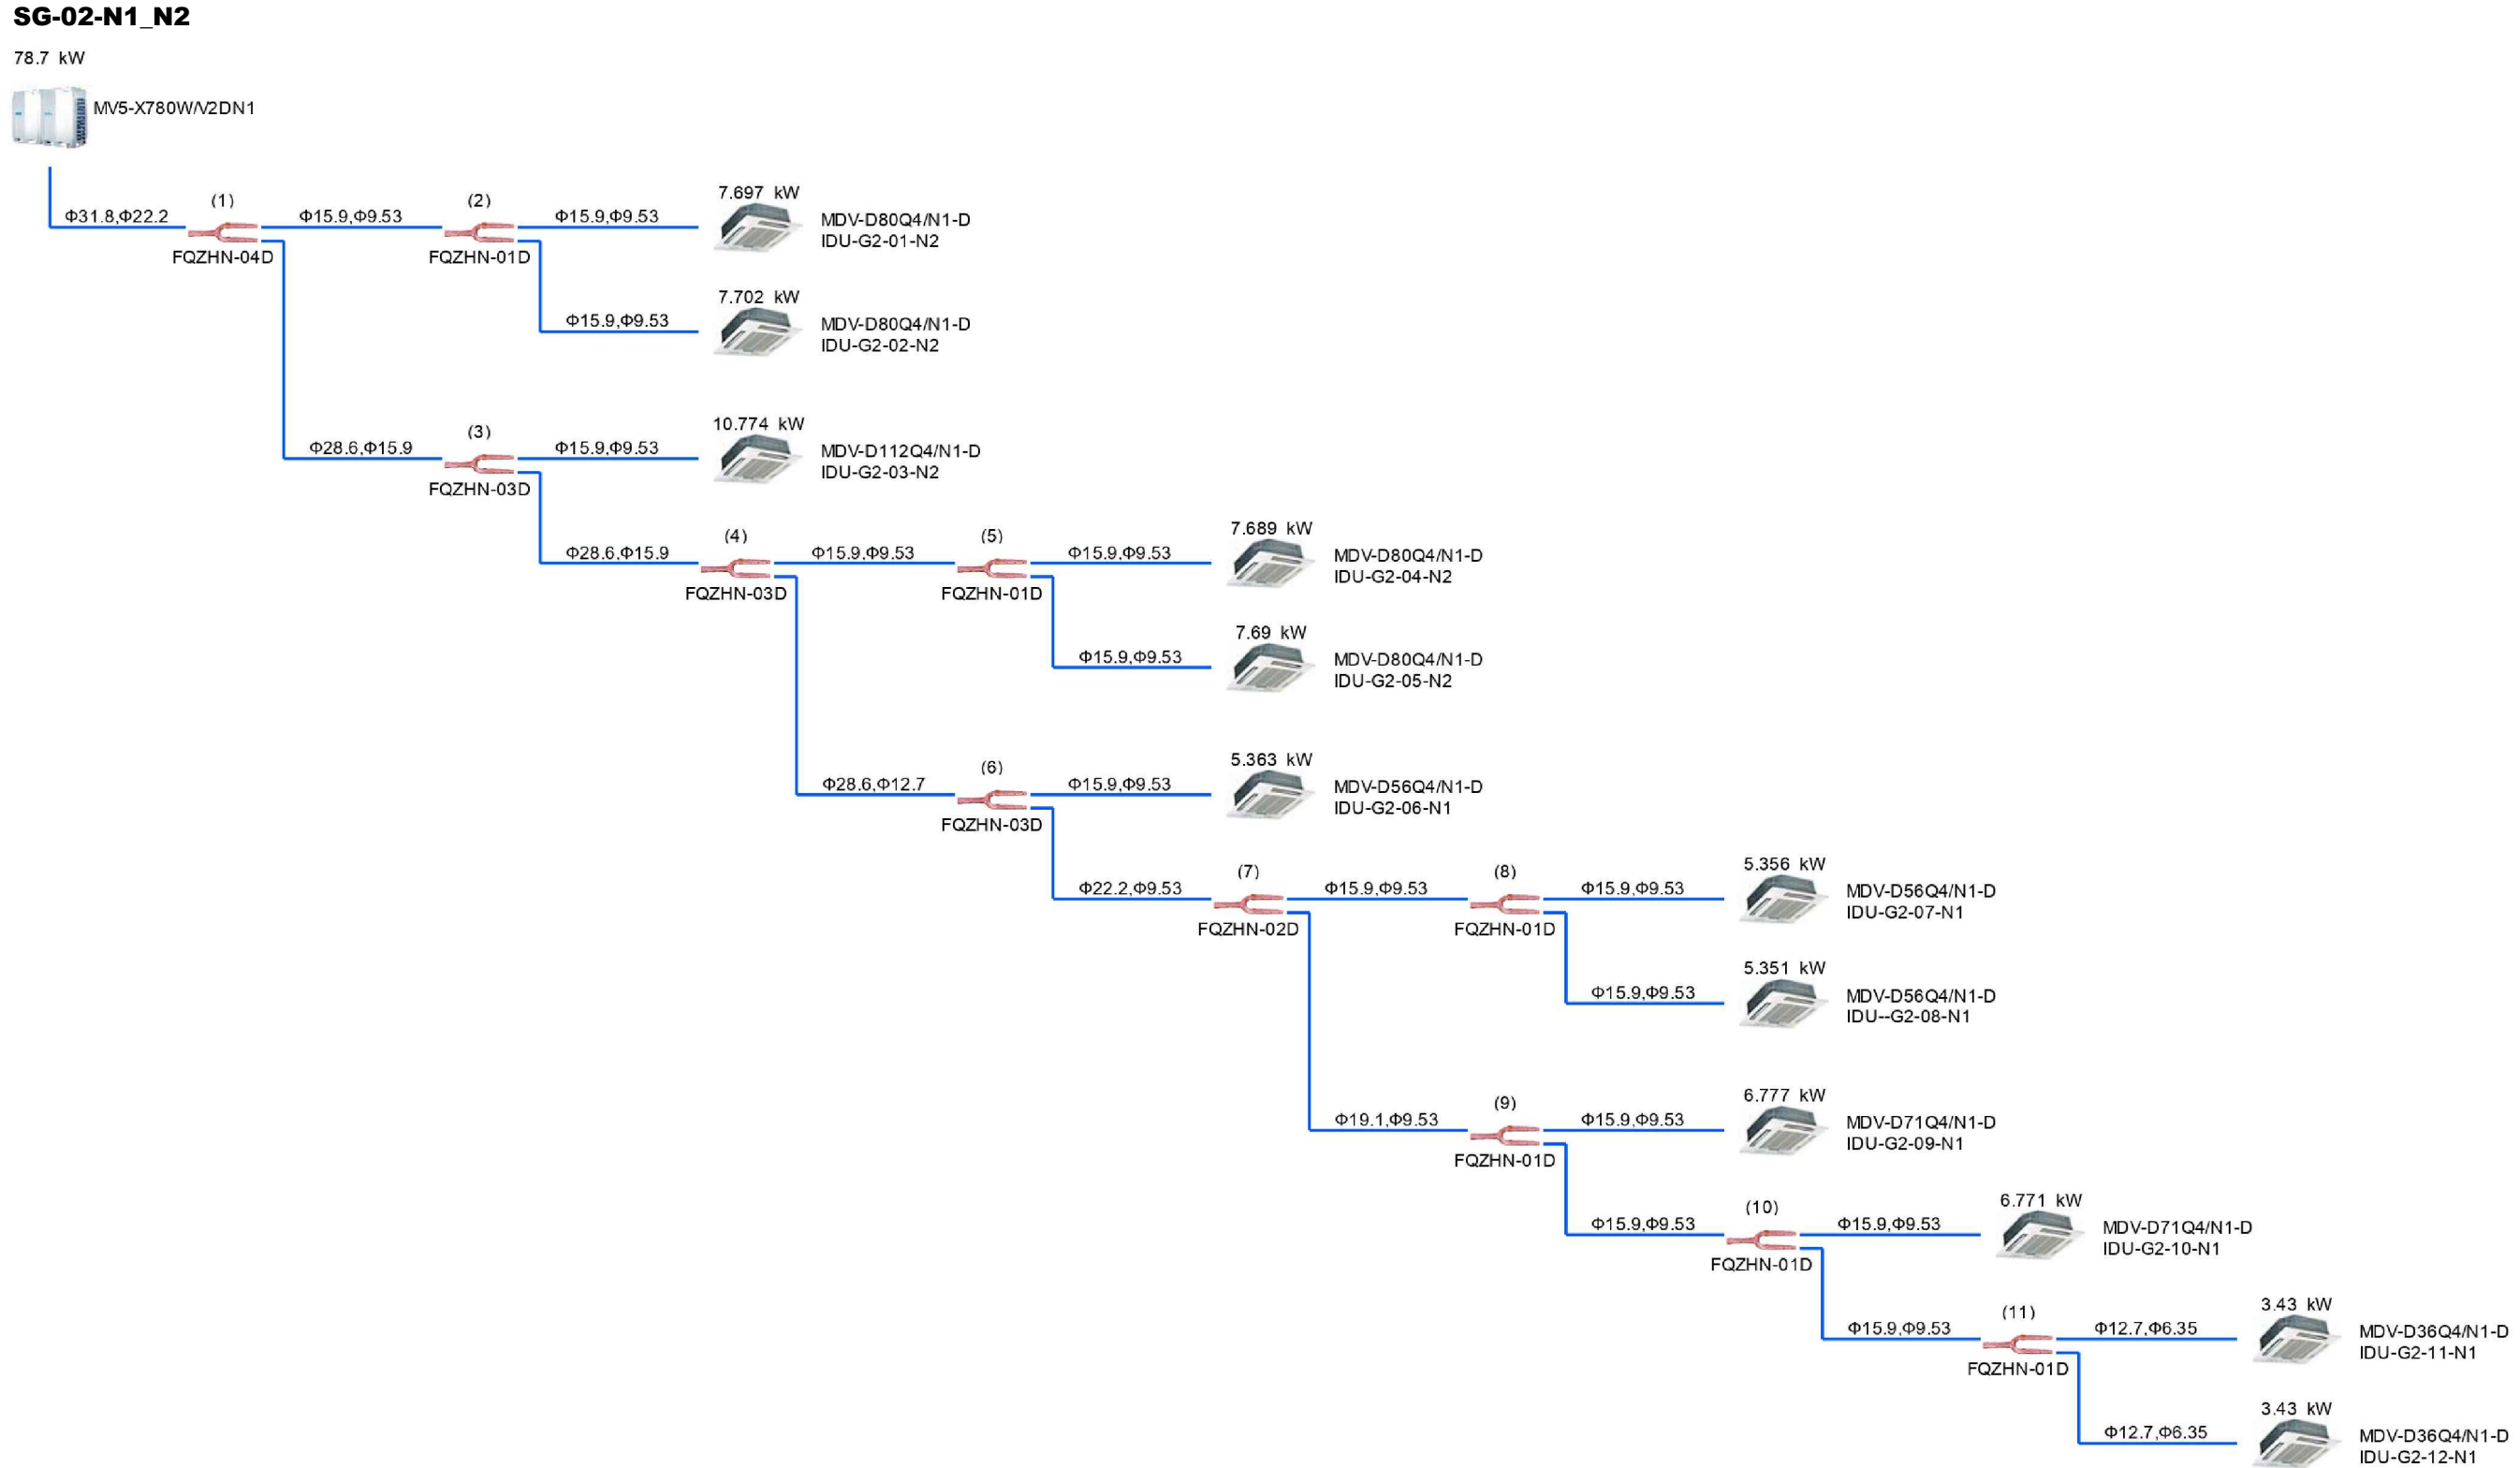 SG-02-N1_N2
78.7 kW
MV5-X780W/V2DN1
Φ31.8,Φ22.2
(1)
FQZHN-04D
Φ15.9,Φ9.53
(2)
FQZHN-01D
Φ15.9,Φ9.53
7.697 kW
MDV-D80Q4/N1-D
IDU-G2-01-N2
Φ15.9,Φ9.53
7.702 kW
MDV-D80Q4/N1-D
IDU-G2-02-N2
Φ28.6,Φ15.9
(3)
FQZHN-03D
Φ15.9,Φ9.53
10.774 kW
MDV-D112Q4/N1-D
IDU-G2-03-N2
Φ28.6,Φ15.9
(4)
FQZHN-03D
Φ15.9,Φ9.53
(5)
FQZHN-01D
Φ15.9,Φ9.53
7.689 kW
MDV-D80Q4/N1-D
IDU-G2-04-N2
Φ15.9,Φ9.53
7.69 kW
MDV-D80Q4/N1-D
IDU-G2-05-N2
Φ28.6,Φ12.7
(6)
FQZHN-03D
Φ15.9,Φ9.53
5.363 kW
MDV-D56Q4/N1-D
IDU-G2-06-N1
Φ22.2,Φ9.53
(7)
FQZHN-02D
Φ15.9,Φ9.53
(8)
FQZHN-01D
Φ15.9,Φ9.53
5.356 kW
MDV-D56Q4/N1-D
IDU-G2-07-N1
Φ15.9,Φ9.53
5.351 kW
MDV-D56Q4/N1-D
IDU--G2-08-N1
Φ19.1,Φ9.53
(9)
FQZHN-01D
Φ15.9,Φ9.53
6.777 kW
MDV-D71Q4/N1-D
IDU-G2-09-N1
Φ15.9,Φ9.53
(10)
FQZHN-01D
Φ15.9,Φ9.53
6.771 kW
MDV-D71Q4/N1-D
IDU-G2-10-N1
Φ15.9,Φ9.53
(11)
FQZHN-01D
Φ12.7,Φ6.35
3.43 kW
MDV-D36Q4/N1-D
IDU-G2-11-N1
Φ12.7,Φ6.35
3.43 kW
MDV-D36Q4/N1-D
IDU-G2-12-N1